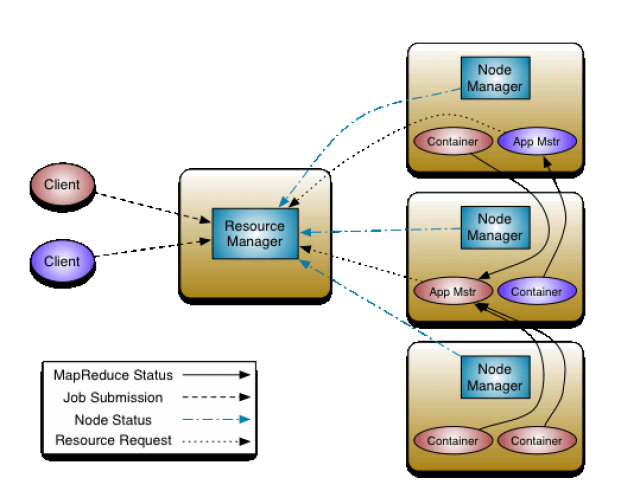 Node
Manager
Container
App Mstr
Client
Resource
Manager
Node
Manager
Client
App Mstr
Container
MapReduce Status
Job Submission
Node Status
Resource Request
Node
Manager
Container
Container